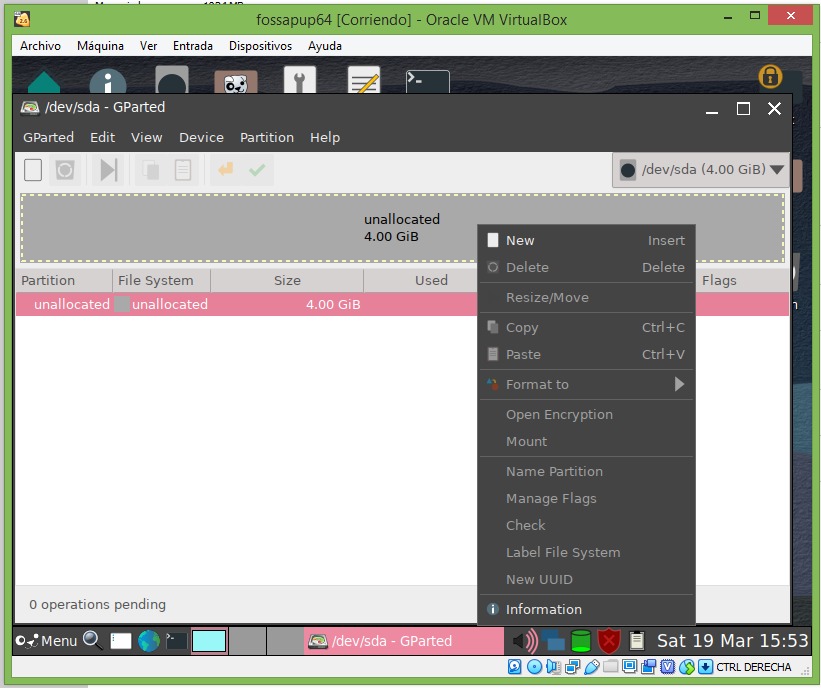 fossapup64 [Corriendo] - Oracle VM VirtualBox
Archivo Máquina Ver Entrada Dispositivos Ayuda
/dev/sda - GParted
GParted Edit View Device Partition Help
/dev/sda (4.00 GiB)
unallocated
4.00 GiB
Partition File System Size Used Flags
unallocated unallocated 4.00 GiB
New Insert
Delete Delete
Resize/Move
Copy Ctrl+C
Paste Ctrl+V
Format to
Open Encryption
Mount
Name Partition
Manage Flags
Check
Label File System
New UUID
Information
0 operations pending
Menu /dev/sda - GParted Sat 19 Mar 15:53
CTRL DERECHA